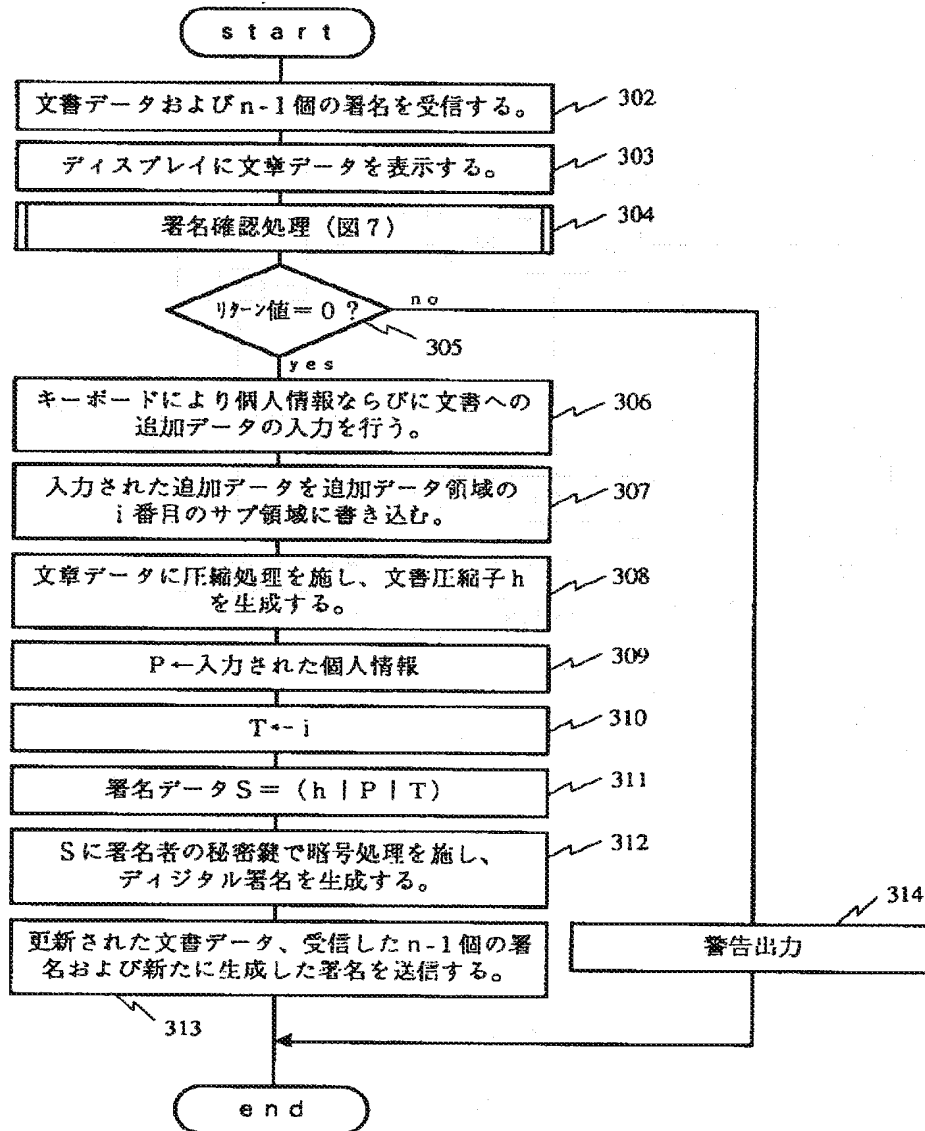 start
文書データおよびn-1個の署名を受信する。
302
ディスプレイに文章データを表示する。
303
署名確認処理(図7)
304
リターン値=0?
no
305
yes
キーボードにより個人情報ならびに文書への
追加データの入力を行う。
306
入力された追加データを追加データ領域の
i番目のサブ領域に書き込む。
307
文章データに圧縮処理を施し、文書圧縮子h
を生成する。
308
P←入力された個人情報
309
T←i
310
署名データS=(h|P|T)
311
Sに署名者の秘密鍵で暗号処理を施し、
ディジタル署名を生成する。
312
更新された文書データ、受信したn-1個の署
名および新たに生成した署名を送信する。
313
警告出力
314
end